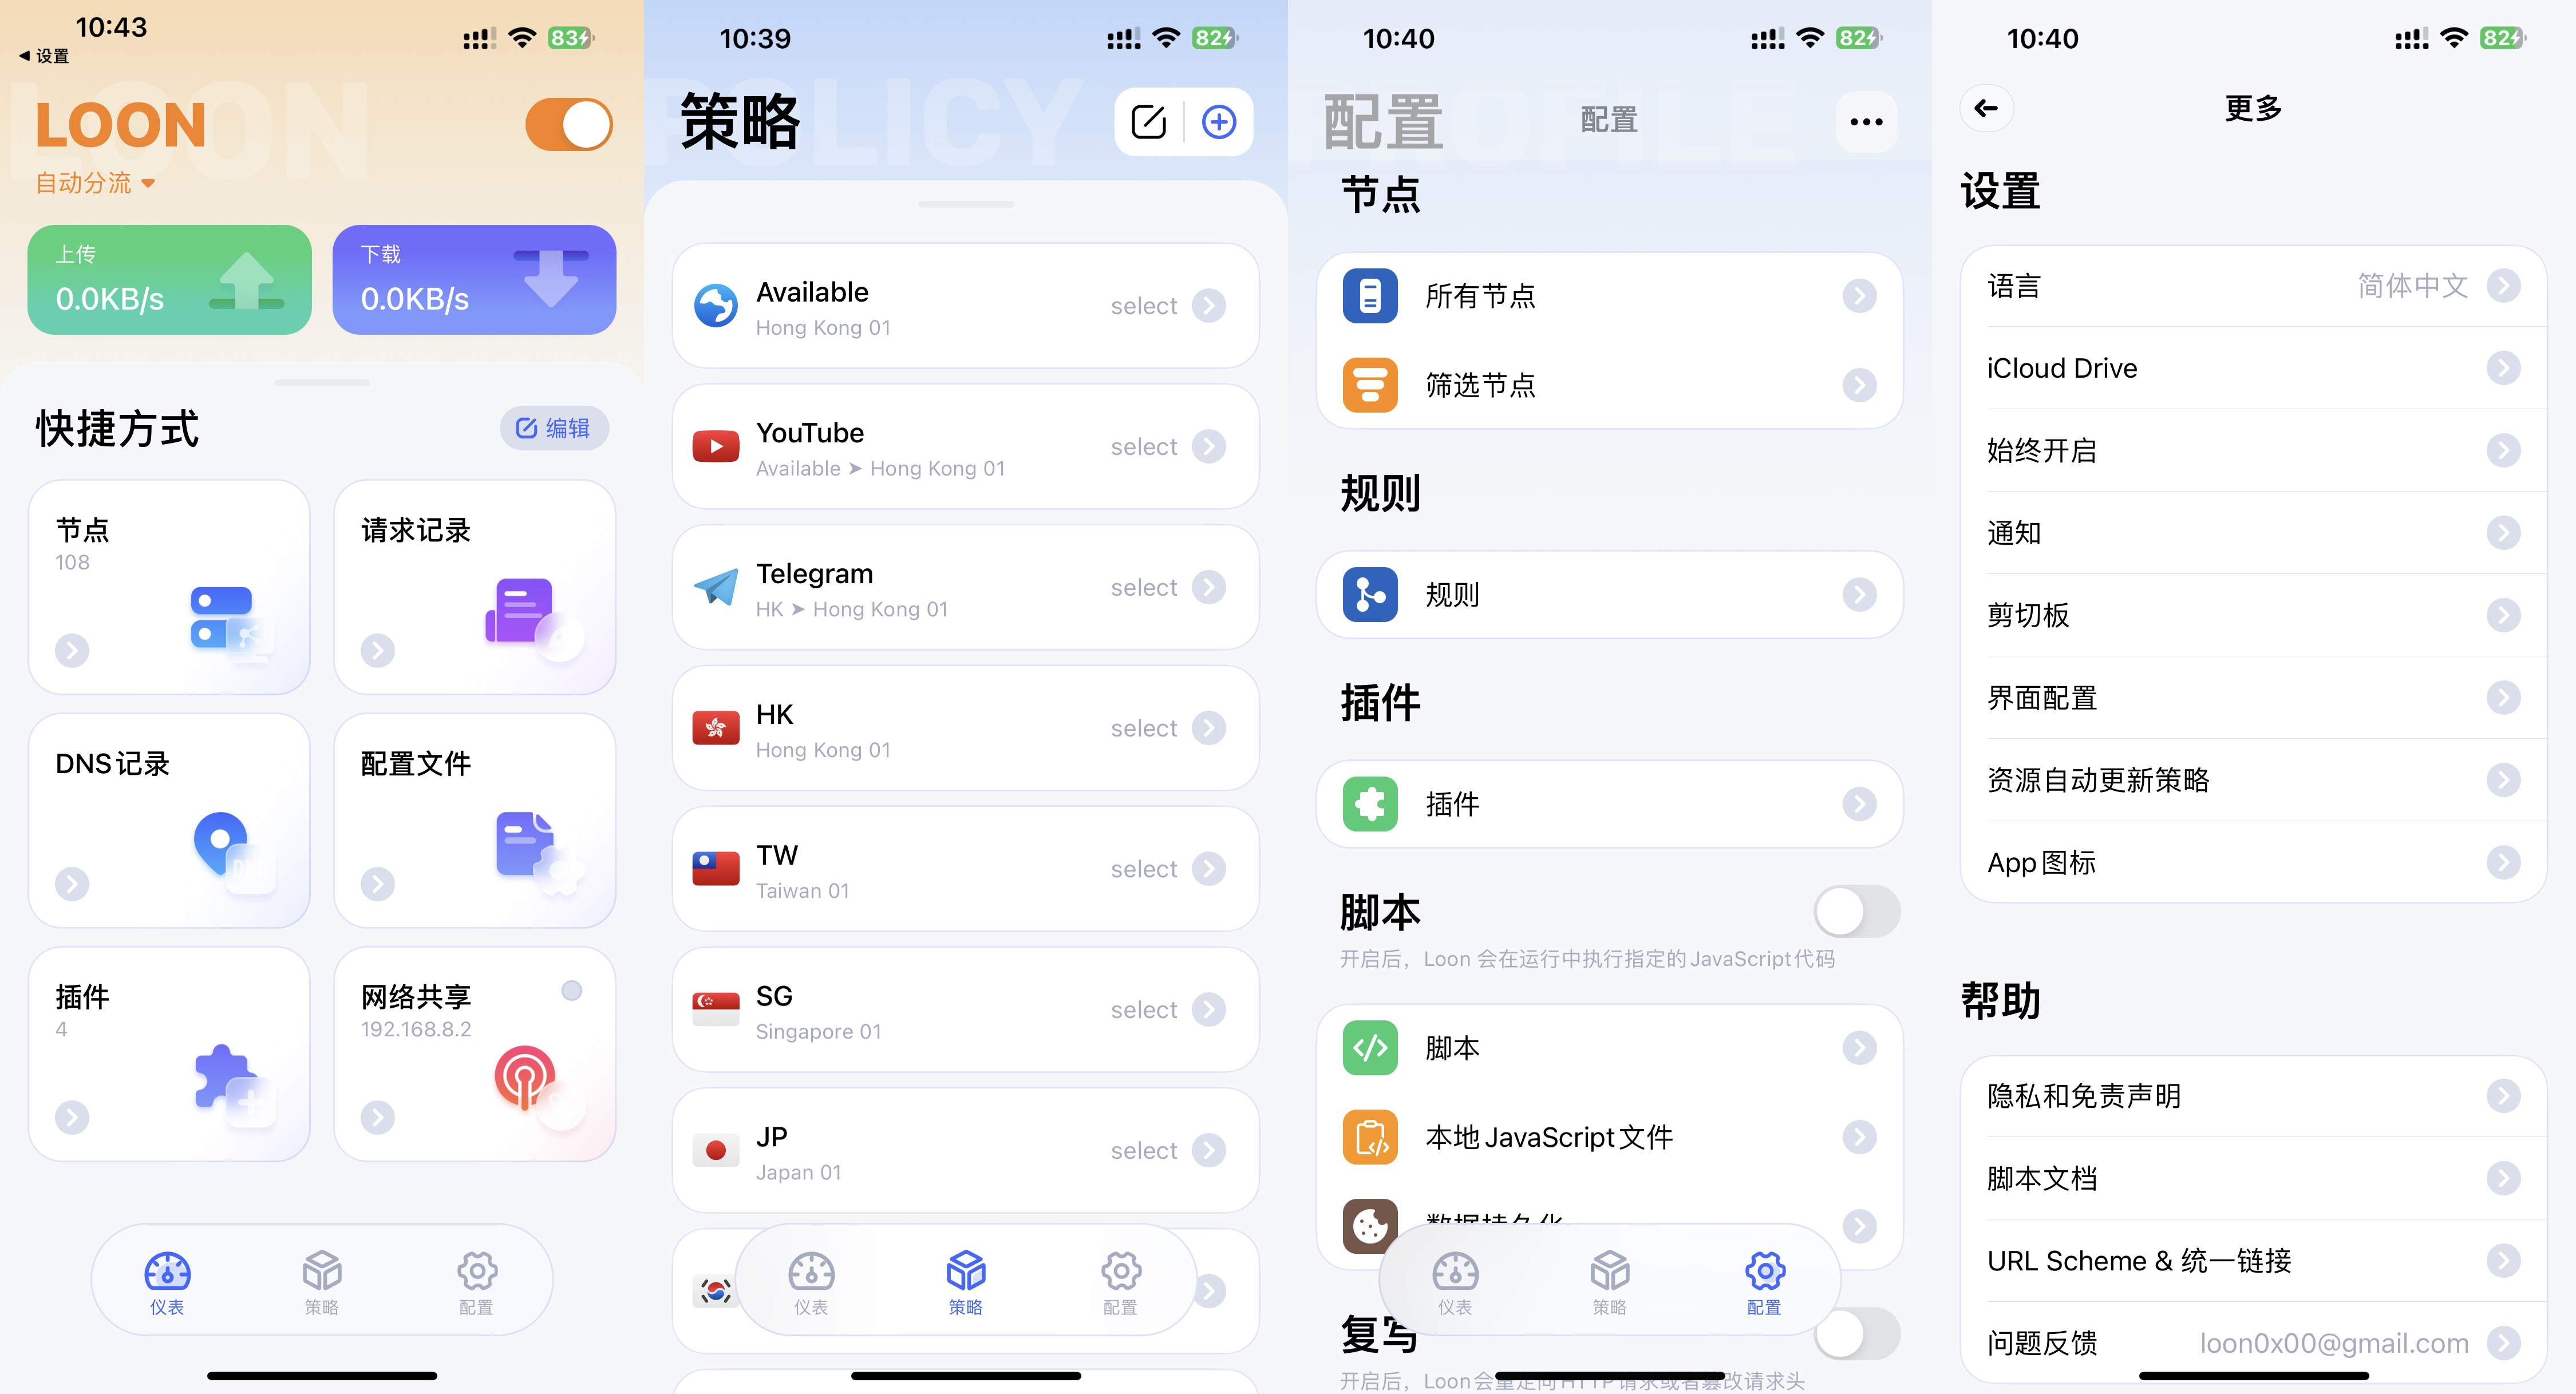 10:43
83
◀ 设置
LOON
LOON
自动分流
上传
0.0KB/s
下载
0.0KB/s
快捷方式
编辑
节点
108
请求记录
DNS记录
DNS
配置文件
插件
4
网络共享
192.168.8.2
仪表
策略
配置
10:39
82
POLICY
策略
Available
Hong Kong 01
select
YouTube
Available ➤ Hong Kong 01
select
Telegram
HK ➤ Hong Kong 01
select
HK
Hong Kong 01
select
TW
Taiwan 01
select
SG
Singapore 01
select
JP
Japan 01
select
仪表
策略
配置
10:40
82
PROFILE
配置
配置
节点
所有节点
筛选节点
规则
规则
插件
插件
脚本
开启后，Loon 会在运行中执行指定的JavaScript代码
脚本
本地JavaScript文件
数据持久化
仪表
策略
配置
复写
开启后，Loon会重定向HTTP请求或者篡改请求头
10:40
82
更多
设置
语言
简体中文
iCloud Drive
始终开启
通知
剪切板
界面配置
资源自动更新策略
App图标
帮助
隐私和免责声明
脚本文档
URL Scheme & 统一链接
问题反馈
loon0x00@gmail.com